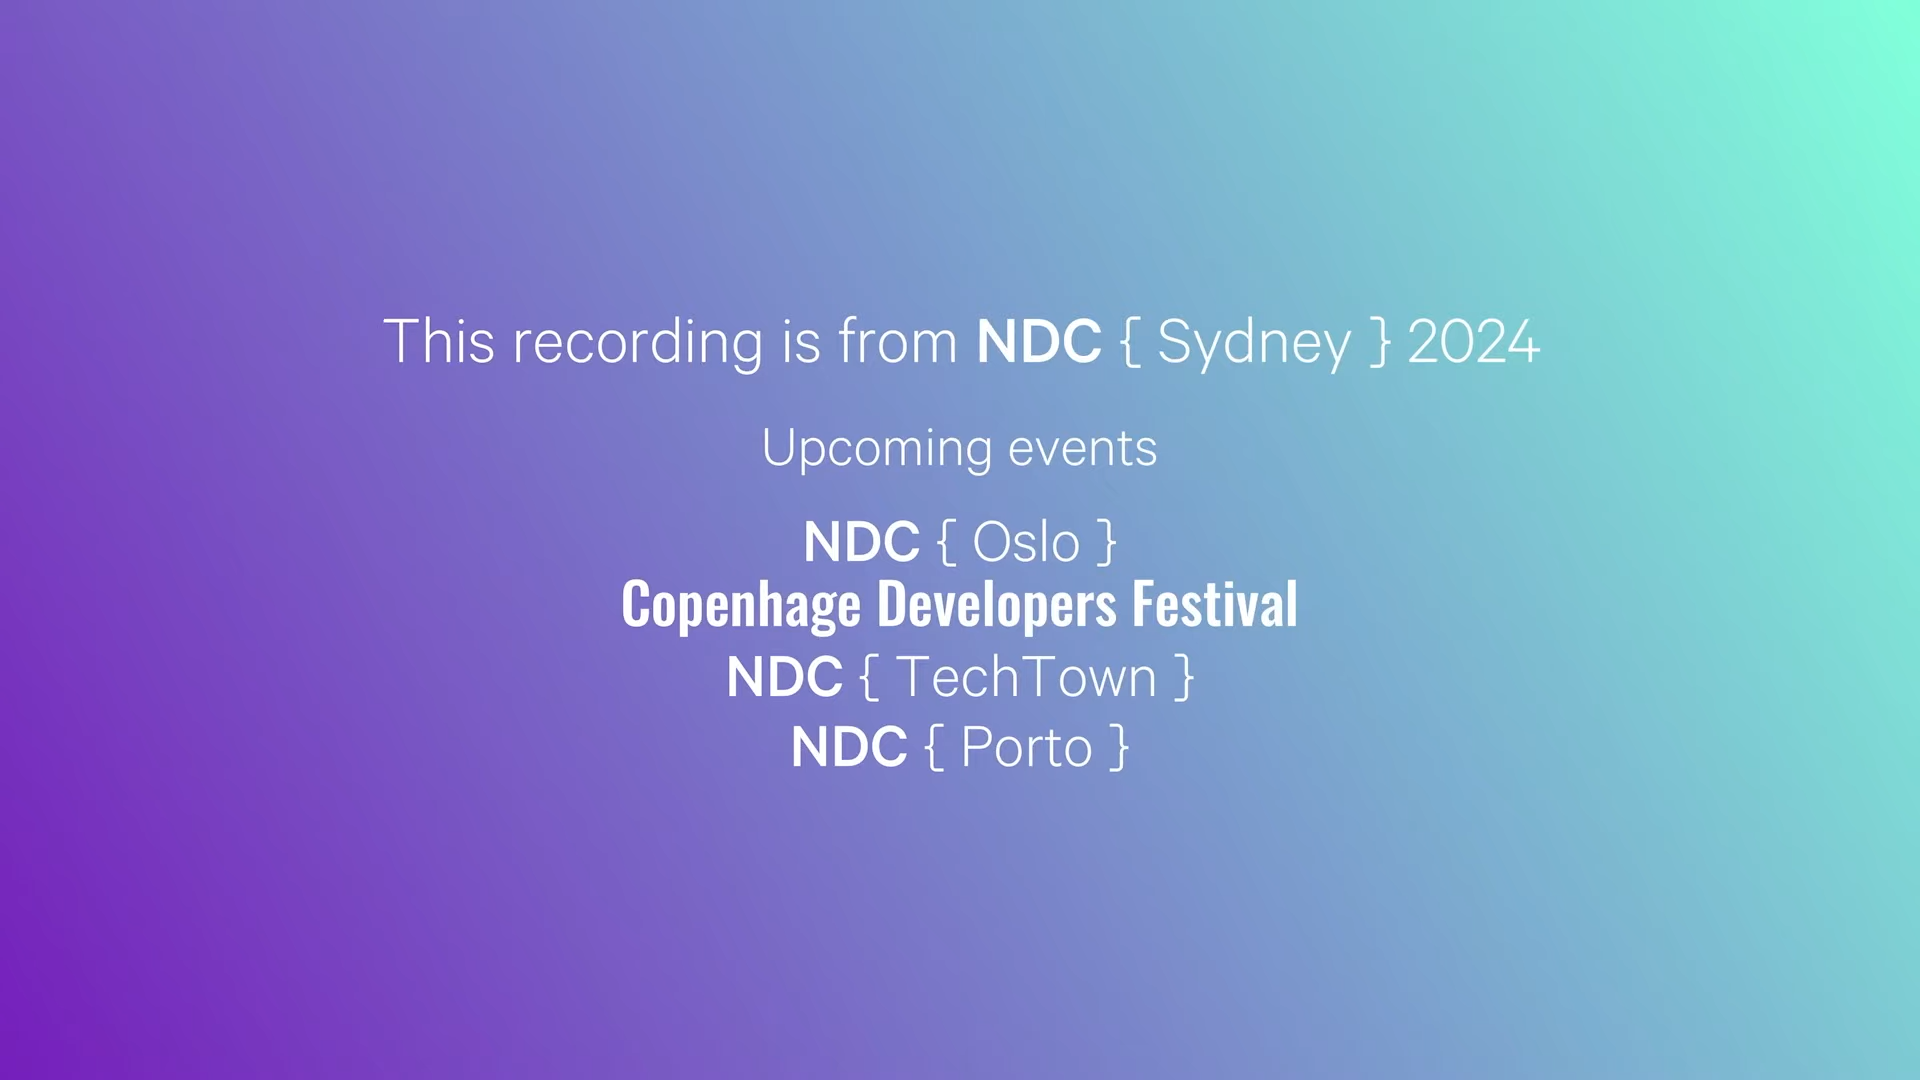 This recording is from NDC { Sydney } 2024
Upcoming events
NDC { Oslo }
Copenhage Developers Festival
NDC { TechTown }
NDC { Porto }